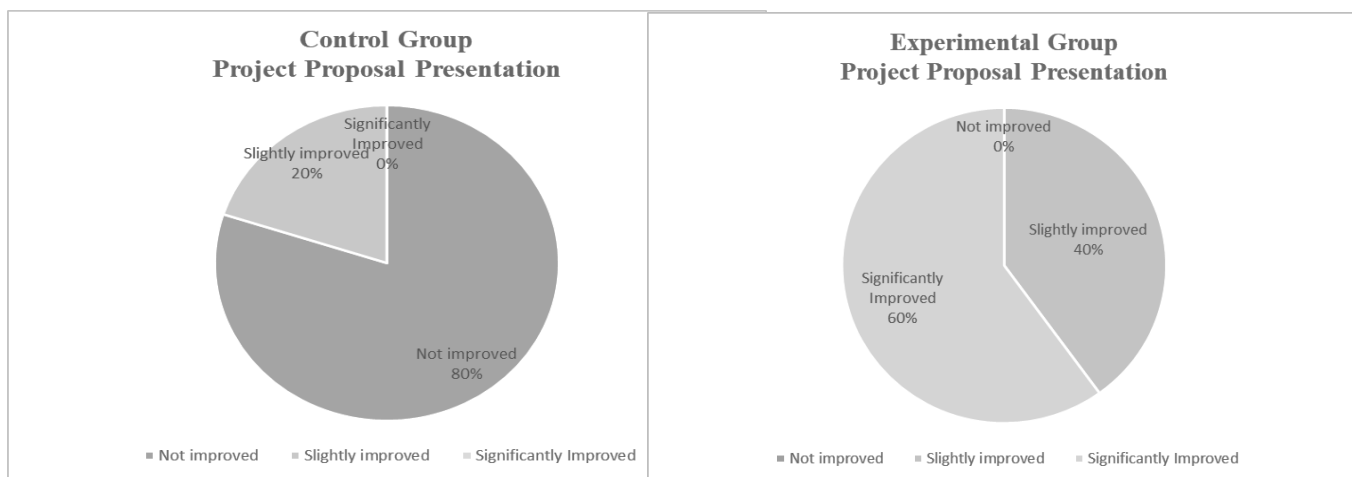 Control Group
Project Proposal Presentation
Significantly
Improved
0%
Slightly improved
20%
Not improved
80%
Not improved
Slightly improved
Significantly Improved
Experimental Group
Project Proposal Presentation
Not improved
0%
Slightly improved
40%
Significantly
Improved
60%
Not improved
Slightly improved
Significantly Improved